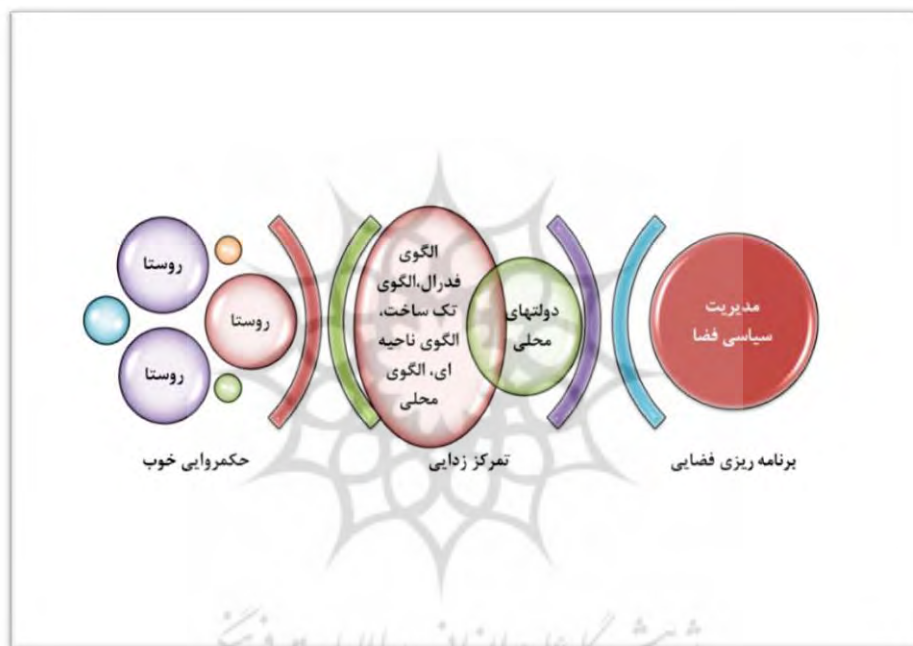 مدیریت
سیاسی فضا
دولتهای
محلی
الگوی
فدرال،الگوی
تک ساخت،
الگوی ناحیه
ای، الگوی
محلی
روستا
روستا
روستا
برنامه ریزی فضایی
تمرکز زدایی
حکمروایی خوب